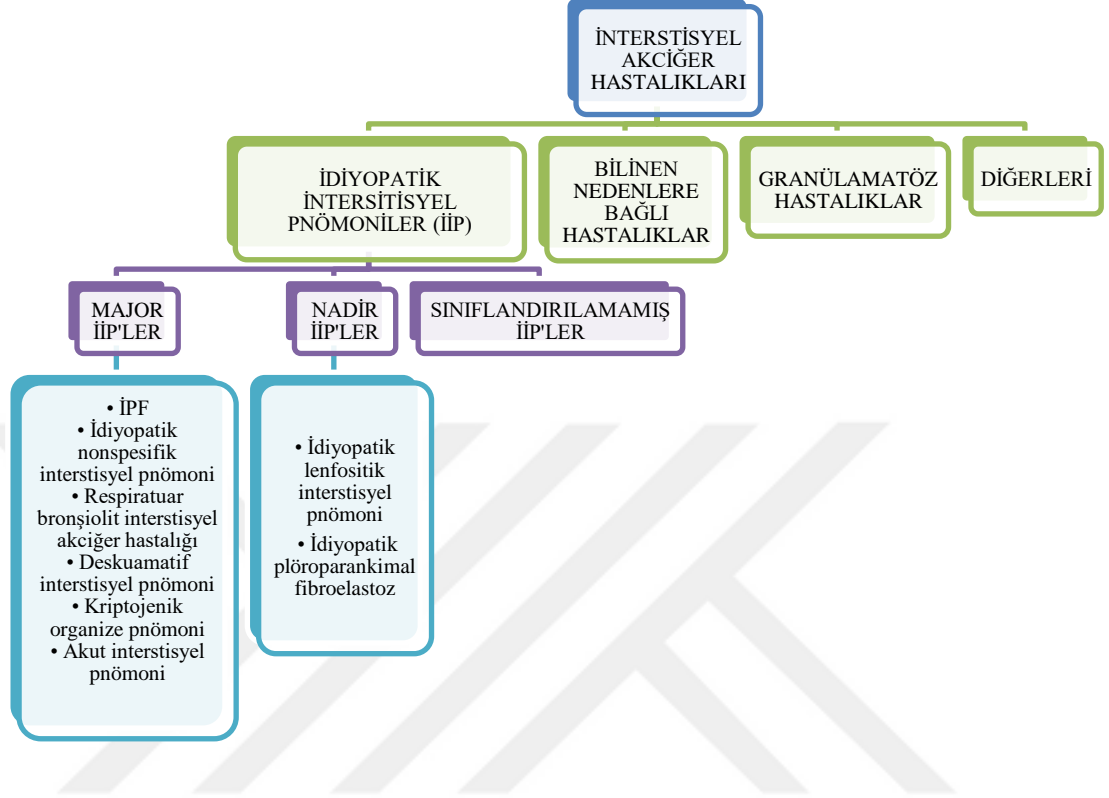 İNTERSTİSYEL
AKCİĞER
HASTALIKLARI
İDİYOPATİK
İNTERSİTİSYEL
PNÖMONİLER (İİP)
BİLİNEN
NEDENLERE
BAĞLI
HASTALIKLAR
GRANÜLAMATÖZ
HASTALIKLAR
DİĞERLERİ
MAJOR
İİP'LER
NADİR
İİP'LER
SINIFLANDIRILAMAMIŞ
İİP'LER
• İPF
• İdiyopatik
nonspesifik
interstisyel pnömoni
• Respiratuar
bronşiolit interstisyel
akciğer hastalığı
• Deskuamatif
interstisyel pnömoni
• Kriptojenik
organize pnömoni
• Akut interstisyel
pnömoni
• İdiyopatik
lenfositik
interstisyel
pnömoni
• İdiyopatik
plöroparankimal
fibroelastoz